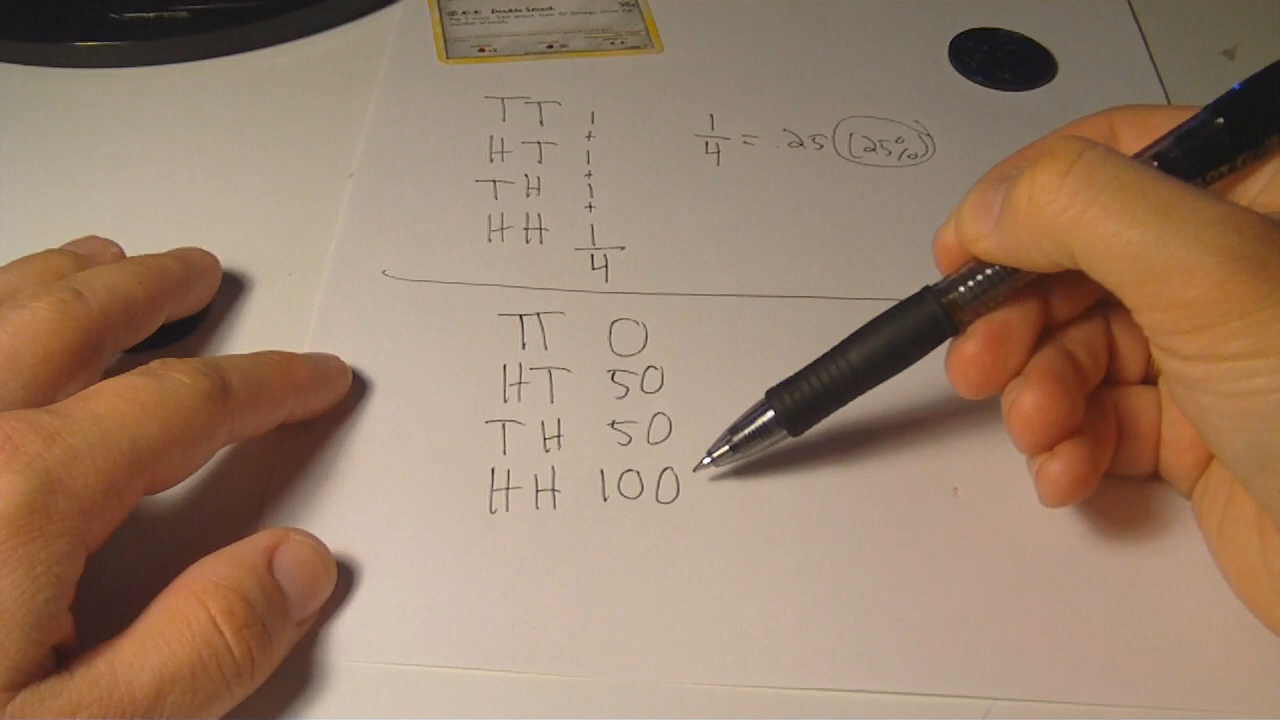 Double Smash 50x
TT 1
+
HT 1
+
TH 1
+
HH 1
4
1/4 = .25 (25%)
TT 0
HT 50
TH 50
HH 100